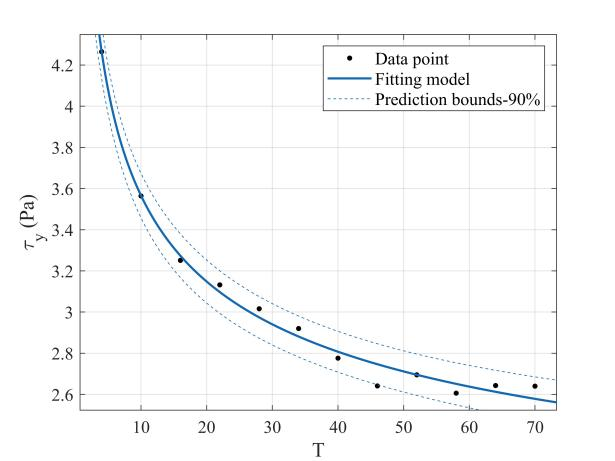 Data point
Fitting model
Prediction bounds-90%
4.2
4
3.8
3.6
3.4
3.2
3
2.8
2.6
τy (Pa)
10 20 30 40 50 60 70
T